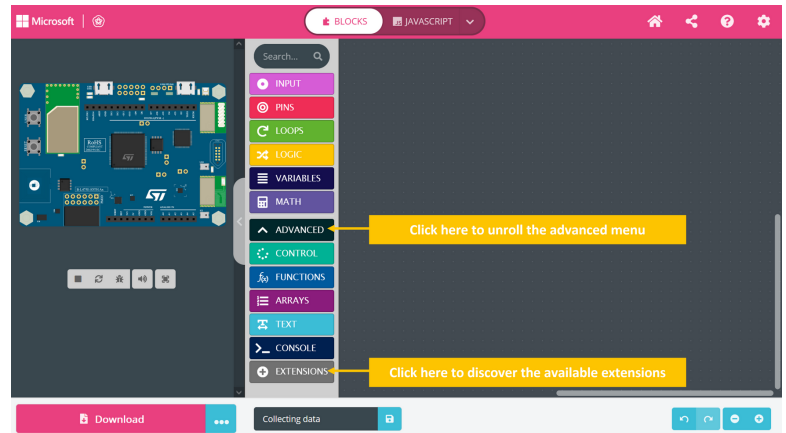 Microsoft
BLOCKS
JAVASCRIPT
Search...
INPUT
PINS
LOOPS
LOGIC
VARIABLES
MATH
ADVANCED
Click here to unroll the advanced menu
CONTROL
FUNCTIONS
ARRAYS
TEXT
CONSOLE
EXTENSIONS
Click here to discover the available extensions
RoHS
Download
Collecting data